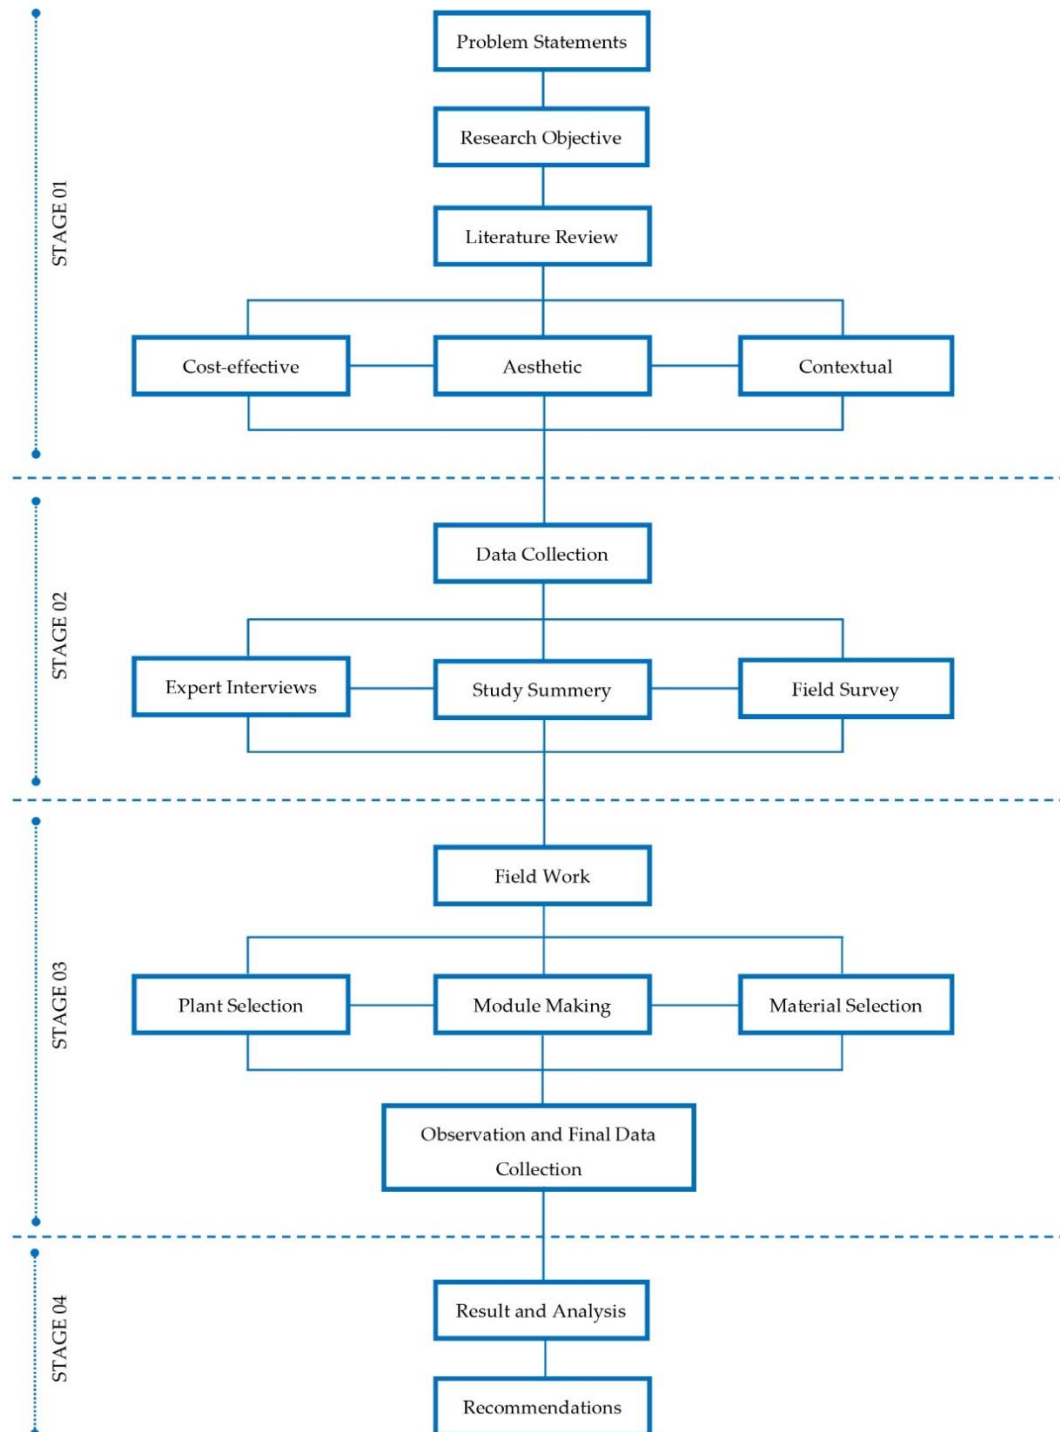 Problem Statements
Research Objective
STAGE 01
Literature Review
Cost-effective
Aesthetic
Contextual
Data Collection
STAGE 02
Expert Interviews
Study Summery
Field Survey
Field Work
STAGE 03
Plant Selection
Module Making
Material Selection
Observation and Final Data
Collection
STAGE 04
Result and Analysis
Recommendations